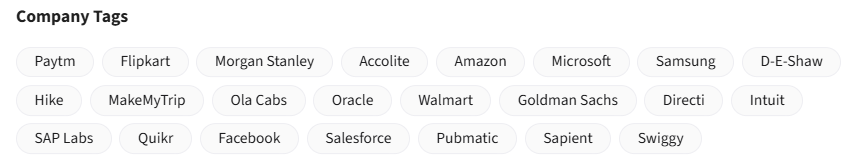 Company Tags
Paytm Flipkart Morgan Stanley Accolite Amazon Microsoft Samsung D-E-Shaw
Hike MakeMyTrip Ola Cabs Oracle Walmart Goldman Sachs Directi Intuit
SAP Labs Quikr Facebook Salesforce Pubmatic Sapient Swiggy